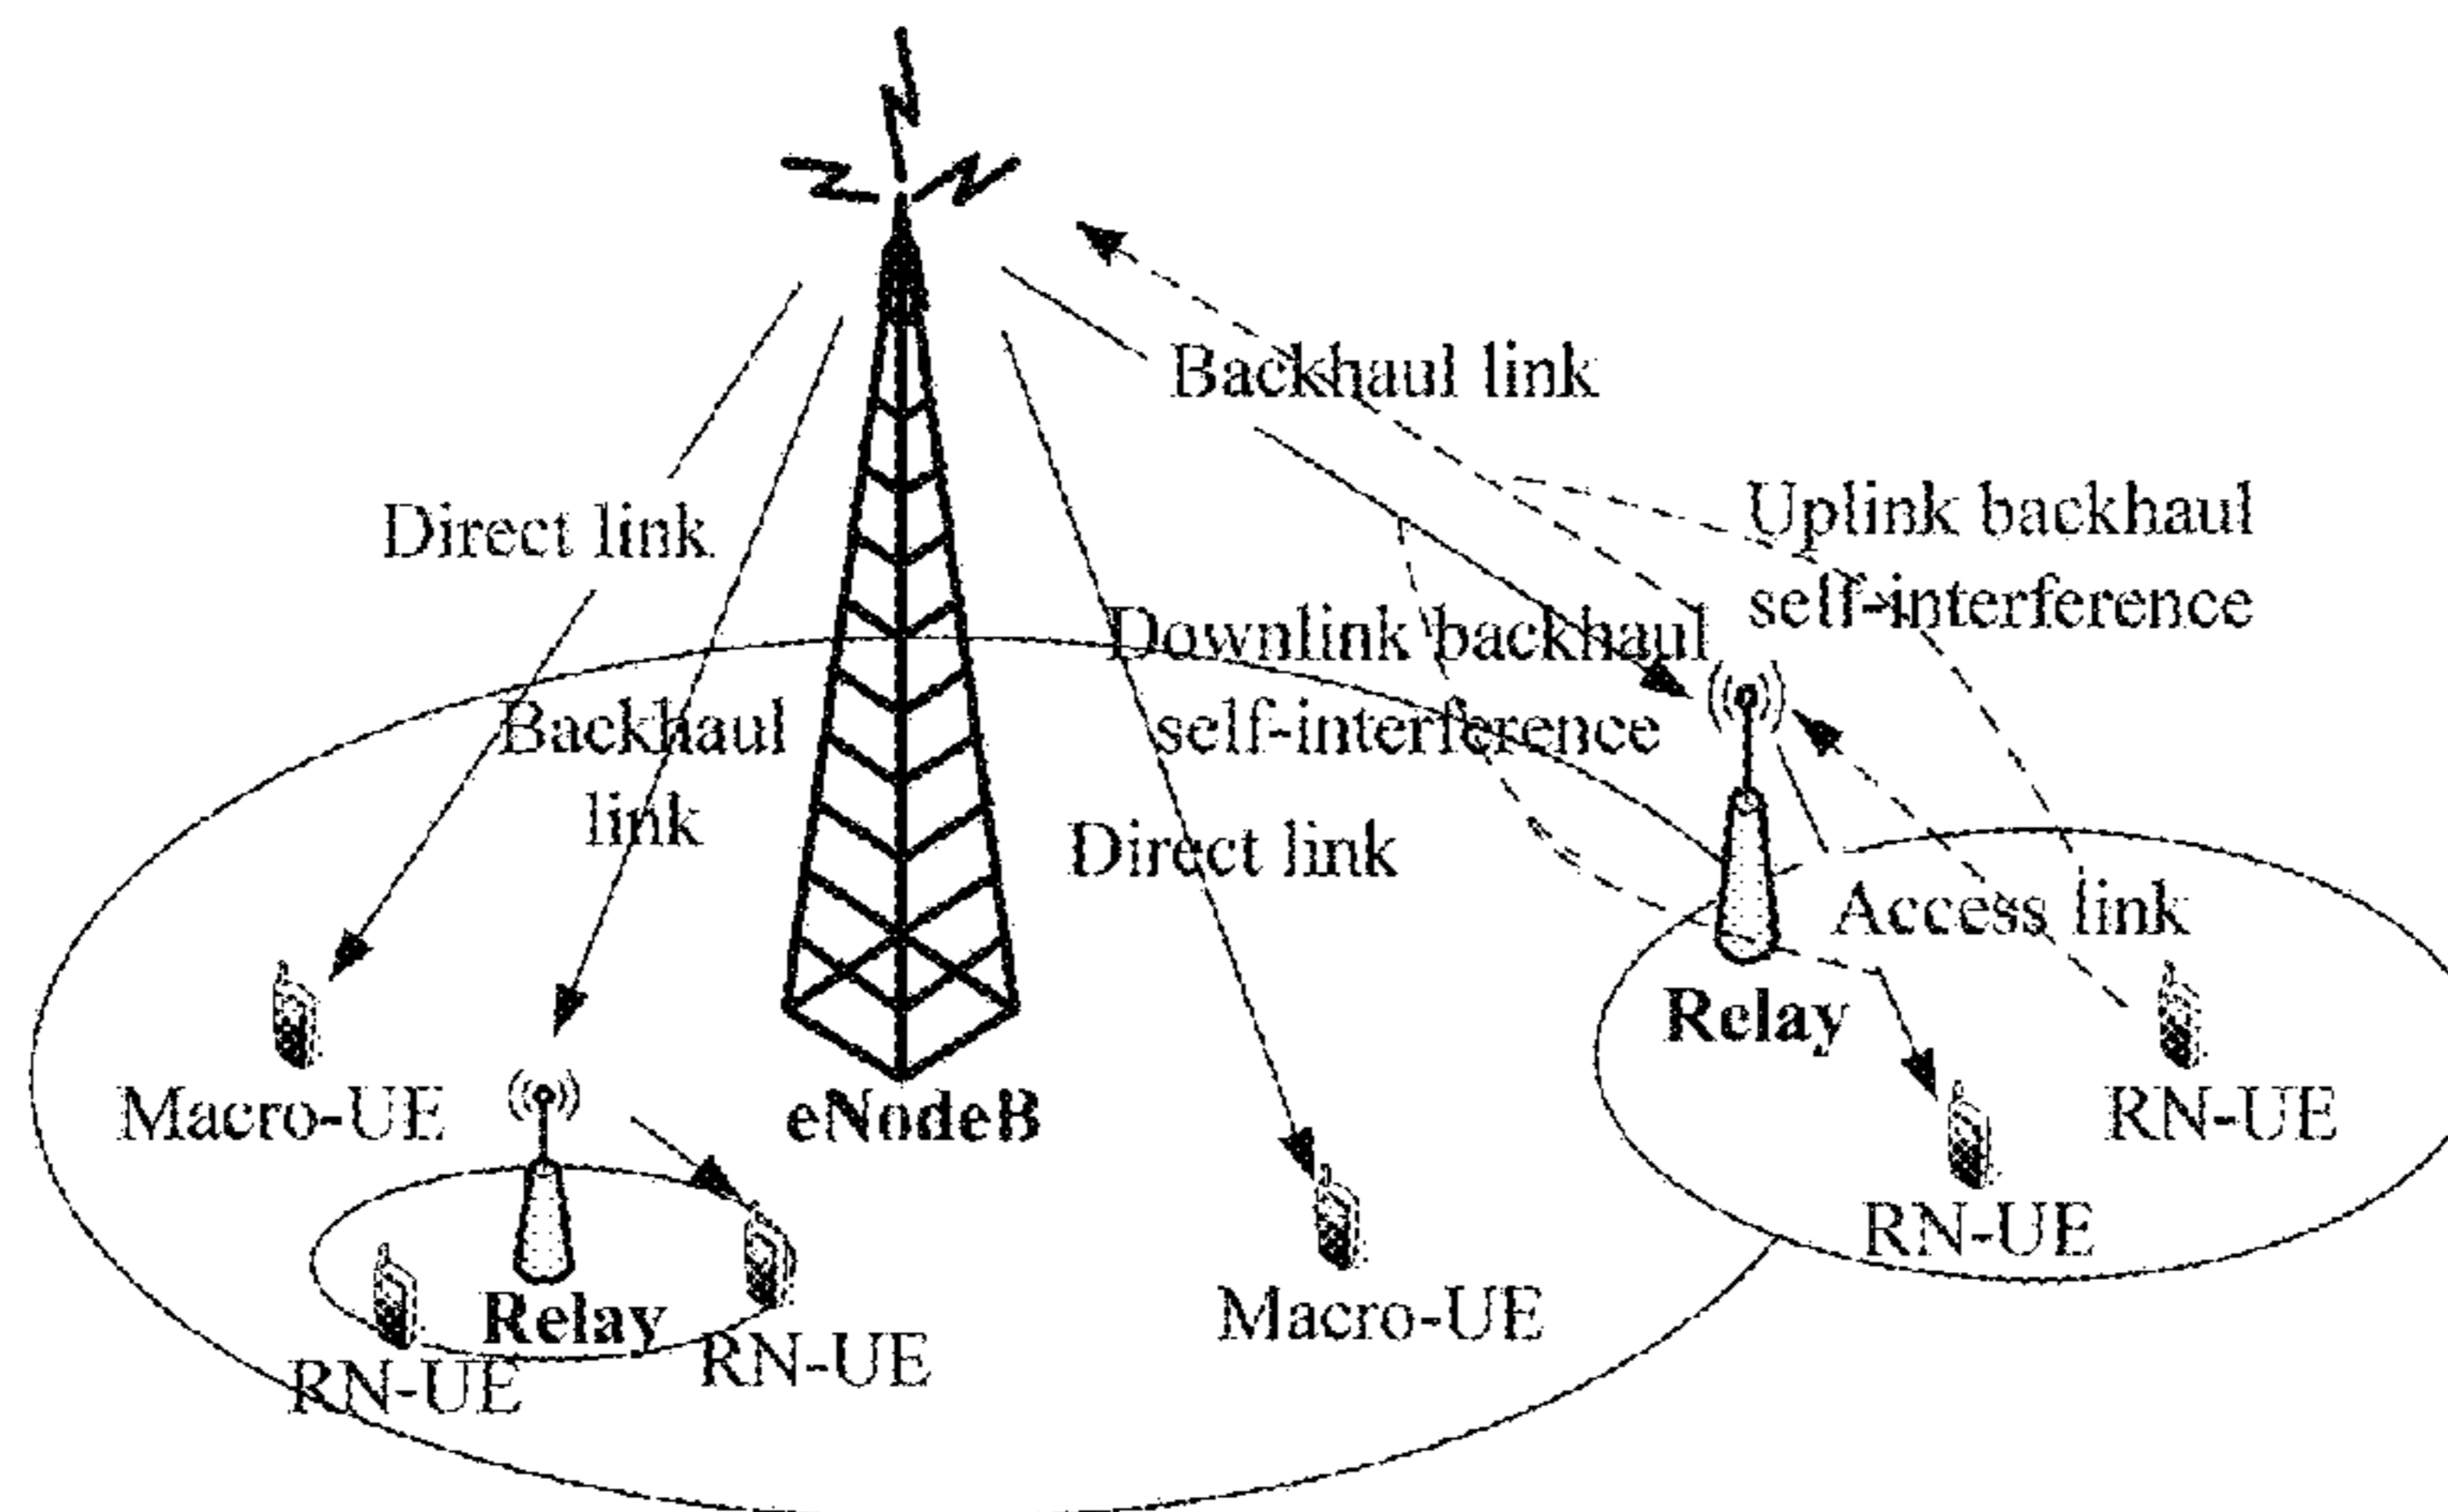 Backhaul link
Direct link
Uplink backhaul
self-interference
Downlink backhaul
self-interference
Backhaul
link
Direct link
Access link
Relay
Macro-UE
eNodeB
RN-UE
RN-UE
Relay
RN-UE
RN-UE
Macro-UE